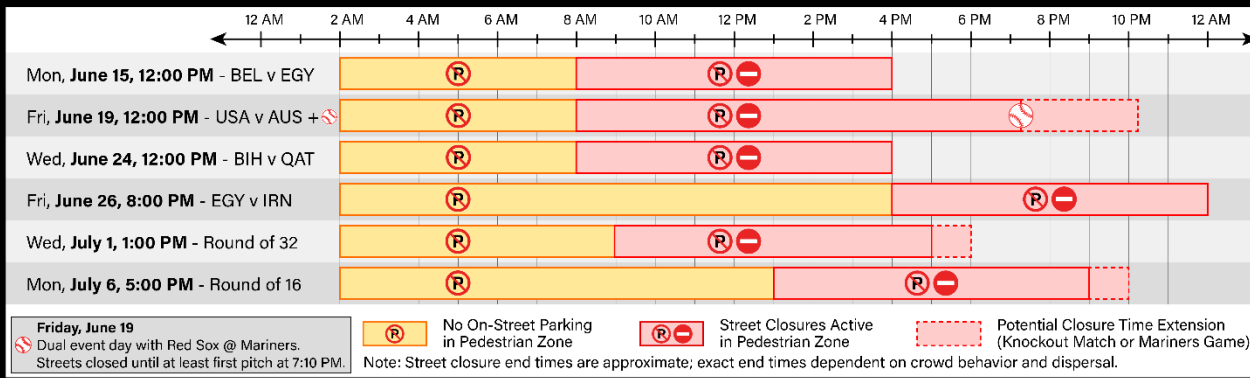 12 AM 2 AM 4 AM 6 AM 8 AM 10 AM 12 PM 2 PM 4 PM 6 PM 8 PM 10 PM 12 AM
Mon, June 15, 12:00 PM - BEL v EGY
Fri, June 19, 12:00 PM - USA v AUS +
Wed, June 24, 12:00 PM - BIH v QAT
Fri, June 26, 8:00 PM - EGY v IRN
Wed, July 1, 1:00 PM - Round of 32
Mon, July 6, 5:00 PM - Round of 16
Friday, June 19
Dual event day with Red Sox @ Mariners.
Streets closed until at least first pitch at 7:10 PM.
No On-Street Parking
in Pedestrian Zone
Street Closures Active
in Pedestrian Zone
Potential Closure Time Extension
(Knockout Match or Mariners Game)
Note: Street closure end times are approximate; exact end times dependent on crowd behavior and dispersal.